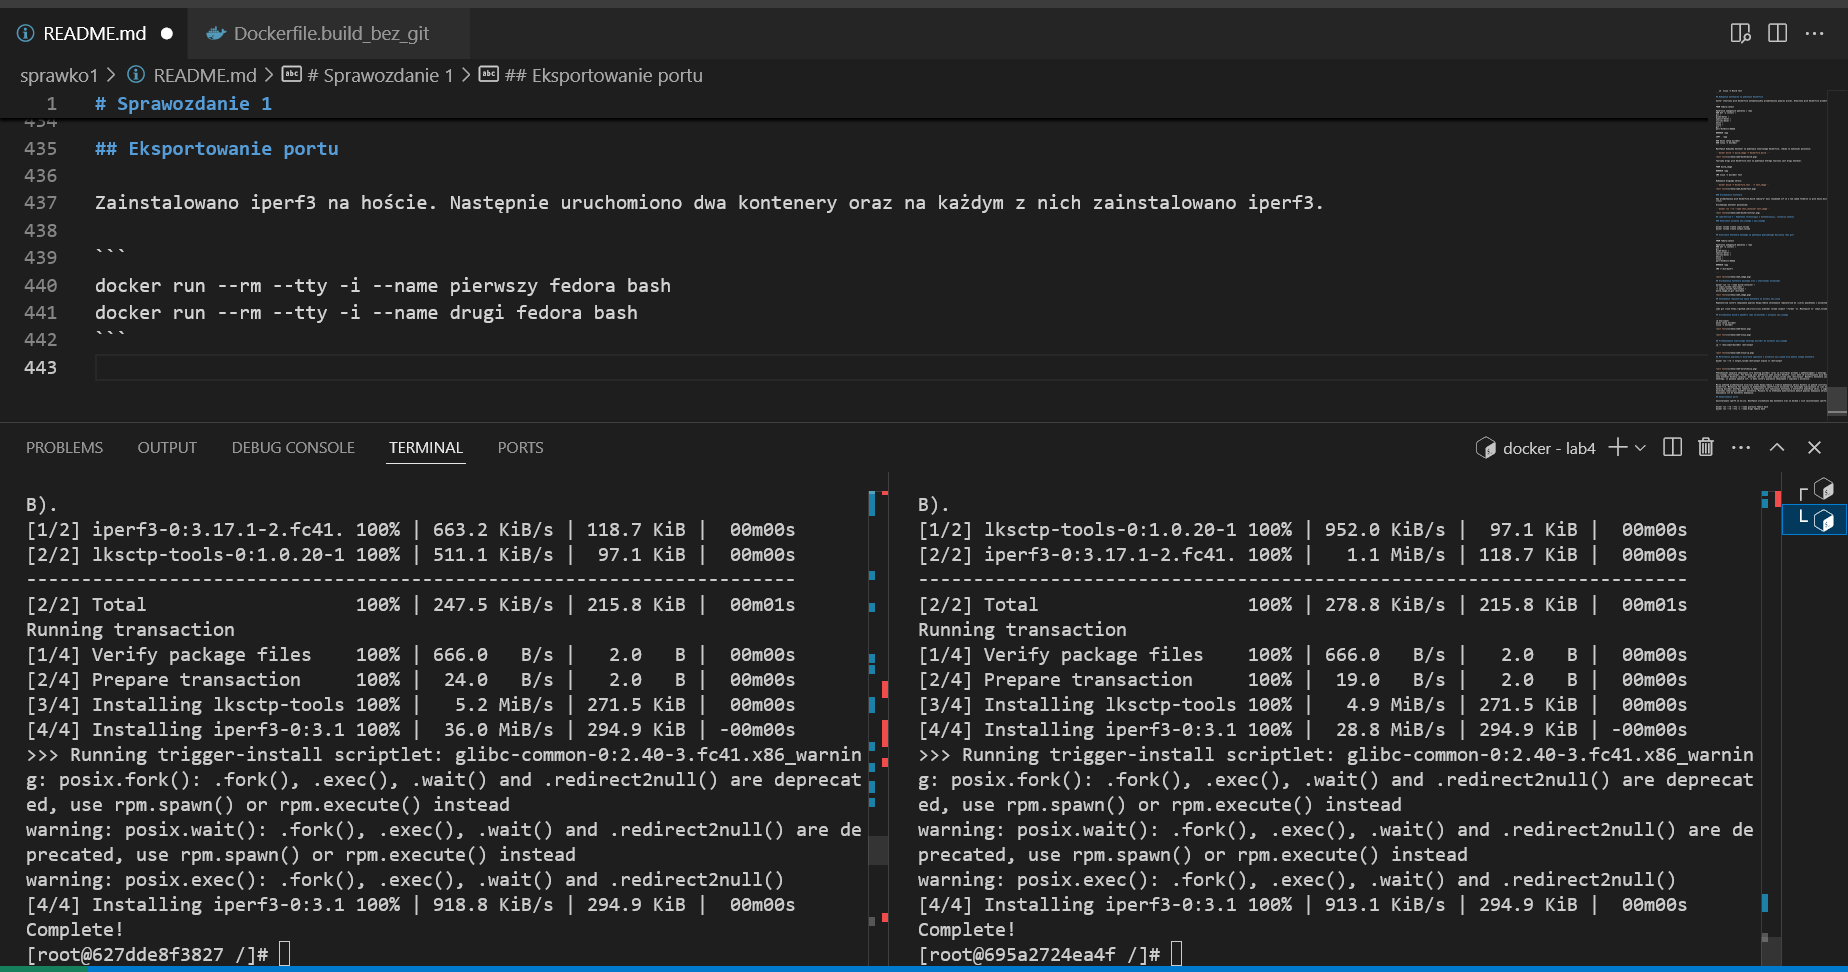 README.md
Dockerfile.build_bez_git
sprawko1 > README.md > # Sprawozdanie 1 > ## Eksportowanie portu
1 # Sprawozdanie 1
434
435 ## Eksportowanie portu
436
437 Zainstalowano iperf3 na hoście. Następnie uruchomiono dwa kontenery oraz na każdym z nich zainstalowano iperf3.
438
439 ```
440 docker run --rm --tty -i --name pierwszy fedora bash
441 docker run --rm --tty -i --name drugi fedora bash
442 ```
443
PROBLEMS OUTPUT DEBUG CONSOLE TERMINAL PORTS
docker - lab4
B).
[1/2] iperf3-0:3.17.1-2.fc41. 100% | 663.2 KiB/s | 118.7 KiB |  00m00s
[2/2] lksctp-tools-0:1.0.20-1 100% | 511.1 KiB/s |  97.1 KiB |  00m00s
----------------------------------------------------------------------
[2/2] Total                   100% | 247.5 KiB/s | 215.8 KiB |  00m01s
Running transaction
[1/4] Verify package files    100% | 666.0   B/s |   2.0   B |  00m00s
[2/4] Prepare transaction     100% |  24.0   B/s |   2.0   B |  00m00s
[3/4] Installing lksctp-tools 100% |   5.2 MiB/s | 271.5 KiB |  00m00s
[4/4] Installing iperf3-0:3.1 100% |  36.0 MiB/s | 294.9 KiB | -00m00s
>>> Running trigger-install scriptlet: glibc-common-0:2.40-3.fc41.x86_warnin
g: posix.fork(): .fork(), .exec(), .wait() and .redirect2null() are deprecat
ed, use rpm.spawn() or rpm.execute() instead
warning: posix.wait(): .fork(), .exec(), .wait() and .redirect2null() are de
precated, use rpm.spawn() or rpm.execute() instead
warning: posix.exec(): .fork(), .exec(), .wait() and .redirect2null()
[4/4] Installing iperf3-0:3.1 100% | 918.8 KiB/s | 294.9 KiB |  00m00s
Complete!
[root@627dde8f3827 /]#
B).
[1/2] lksctp-tools-0:1.0.20-1 100% | 952.0 KiB/s |  97.1 KiB |  00m00s
[2/2] iperf3-0:3.17.1-2.fc41. 100% |   1.1 MiB/s | 118.7 KiB |  00m00s
----------------------------------------------------------------------
[2/2] Total                   100% | 278.8 KiB/s | 215.8 KiB |  00m01s
Running transaction
[1/4] Verify package files    100% | 666.0   B/s |   2.0   B |  00m00s
[2/4] Prepare transaction     100% |  19.0   B/s |   2.0   B |  00m00s
[3/4] Installing lksctp-tools 100% |   4.9 MiB/s | 271.5 KiB |  00m00s
[4/4] Installing iperf3-0:3.1 100% |  28.8 MiB/s | 294.9 KiB | -00m00s
>>> Running trigger-install scriptlet: glibc-common-0:2.40-3.fc41.x86_warnin
g: posix.fork(): .fork(), .exec(), .wait() and .redirect2null() are deprecat
ed, use rpm.spawn() or rpm.execute() instead
warning: posix.wait(): .fork(), .exec(), .wait() and .redirect2null() are de
precated, use rpm.spawn() or rpm.execute() instead
warning: posix.exec(): .fork(), .exec(), .wait() and .redirect2null()
[4/4] Installing iperf3-0:3.1 100% | 913.1 KiB/s | 294.9 KiB |  00m00s
Complete!
[root@695a2724ea4f /]#